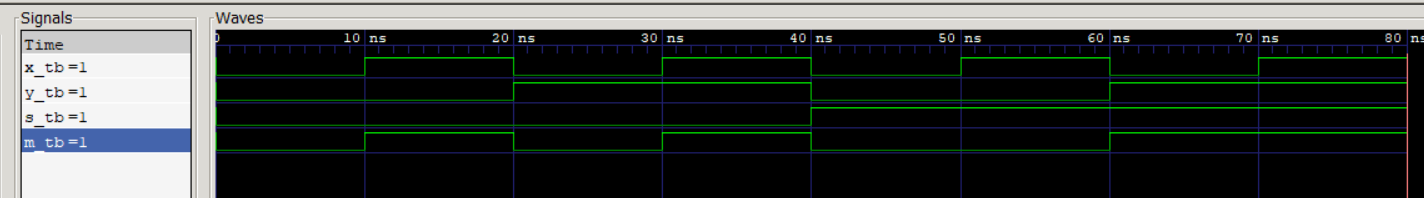 Signals
Waves
Time
0 10 ns 20 ns 30 ns 40 ns 50 ns 60 ns 70 ns 80 ns
x_tb=1
y_tb=1
s_tb=1
m_tb=1